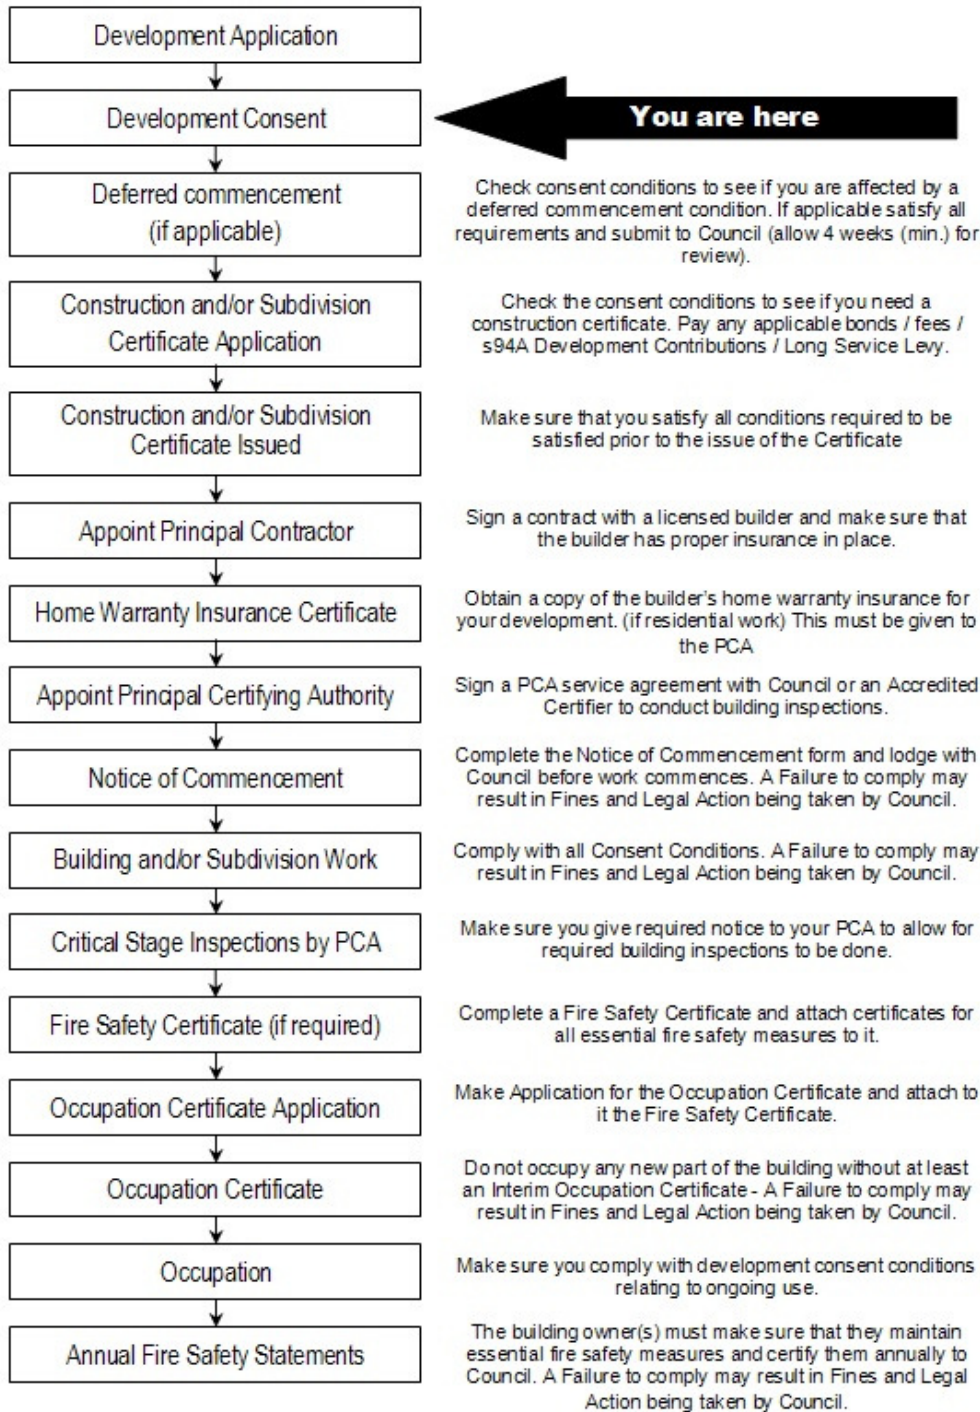 Development Application
Development Consent
You are here
Deferred commencement
(if applicable)
Check consent conditions to see if you are affected by a
deferred commencement condition. If applicable satisfy all
requirements and submit to Council (allow 4 weeks (min.) for
review).
Construction and/or Subdivision
Certificate Application
Check the consent conditions to see if you need a
construction certificate. Pay any applicable bonds / fees /
s94A Development Contributions / Long Service Levy.
Construction and/or Subdivision
Certificate Issued
Make sure that you satisfy all conditions required to be
satisfied prior to the issue of the Certificate
Appoint Principal Contractor
Sign a contract with a licensed builder and make sure that
the builder has proper insurance in place.
Home Warranty Insurance Certificate
Obtain a copy of the builder's home warranty insurance for
your development. (if residential work) This must be given to
the PCA
Appoint Principal Certifying Authority
Sign a PCA service agreement with Council or an Accredited
Certifier to conduct building inspections.
Notice of Commencement
Complete the Notice of Commencement form and lodge with
Council before work commences. A Failure to comply may
result in Fines and Legal Action being taken by Council.
Building and/or Subdivision Work
Comply with all Consent Conditions. A Failure to comply may
result in Fines and Legal Action being taken by Council.
Critical Stage Inspections by PCA
Make sure you give required notice to your PCA to allow for
required building inspections to be done.
Fire Safety Certificate (if required)
Complete a Fire Safety Certificate and attach certificates for
all essential fire safety measures to it.
Occupation Certificate Application
Make Application for the Occupation Certificate and attach to
it the Fire Safety Certificate.
Occupation Certificate
Do not occupy any new part of the building without at least
an Interim Occupation Certificate - A Failure to comply may
result in Fines and Legal Action being taken by Council.
Occupation
Make sure you comply with development consent conditions
relating to ongoing use.
Annual Fire Safety Statements
The building owner(s) must make sure that they maintain
essential fire safety measures and certify them annually to
Council. A Failure to comply may result in Fines and Legal
Action being taken by Council.